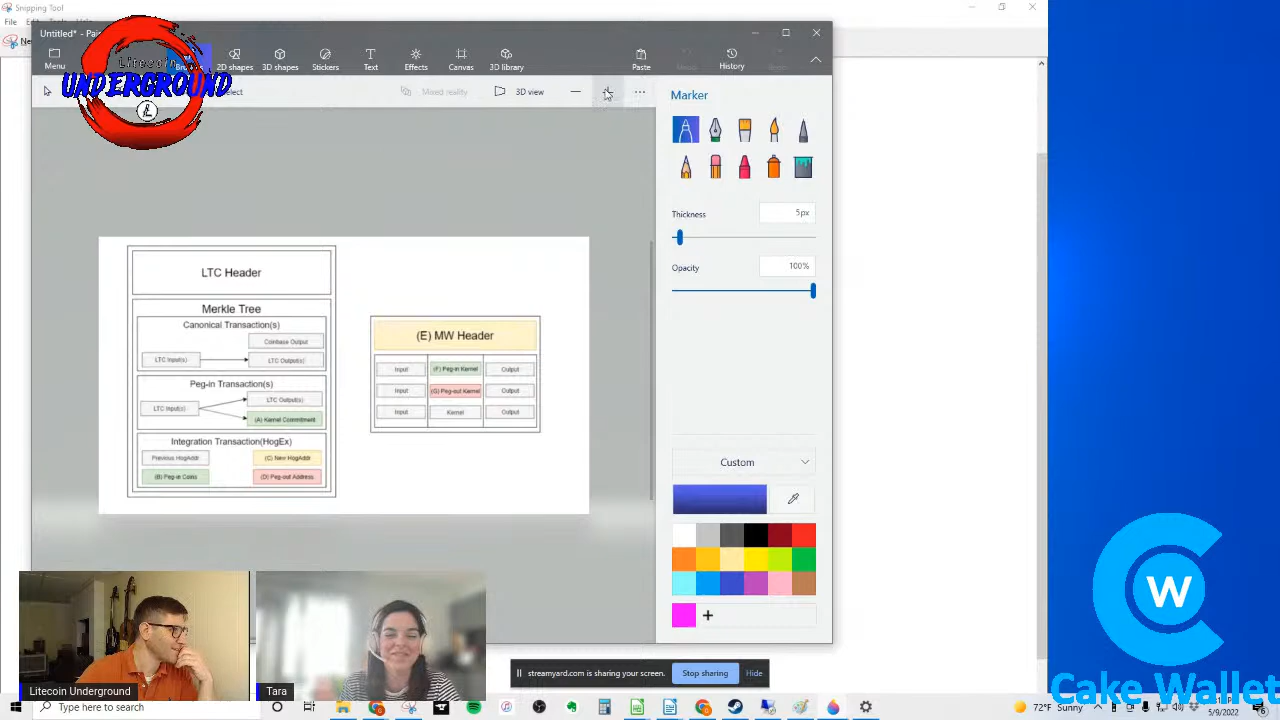 Snipping Tool
File
Ne
Litecoin
UNDERGROUND
Untitled* - Pai
Menu
2D shapes
3D shapes
Stickers
Text
Effects
Canvas
3D library
Paste
History
elect
Mixed reality
3D view
Marker
Thickness
5px
Opacity
100%
Custom
LTC Header
Merkle Tree
Canonical Transaction(s)
Coinbase Output
LTC Input(s)
LTC Output(s)
Peg-in Transaction(s)
LTC Output(s)
LTC Input(s)
(A) Kernel Commitment
Integration Transaction(HogEx)
Previous HogAddr
(C) New HogAddr
(B) Peg-in Coins
(D) Peg-out Address
(E) MW Header
Input
(F) Peg-in Kernel
Output
Input
(G) Peg-out Kernel
Output
Input
Kernel
Output
Litecoin Underground
Tara
streamyard.com is sharing your screen.
Stop sharing
Hide
W
Cake Wallet
Type here to search
72°F Sunny
5/9/2022
6